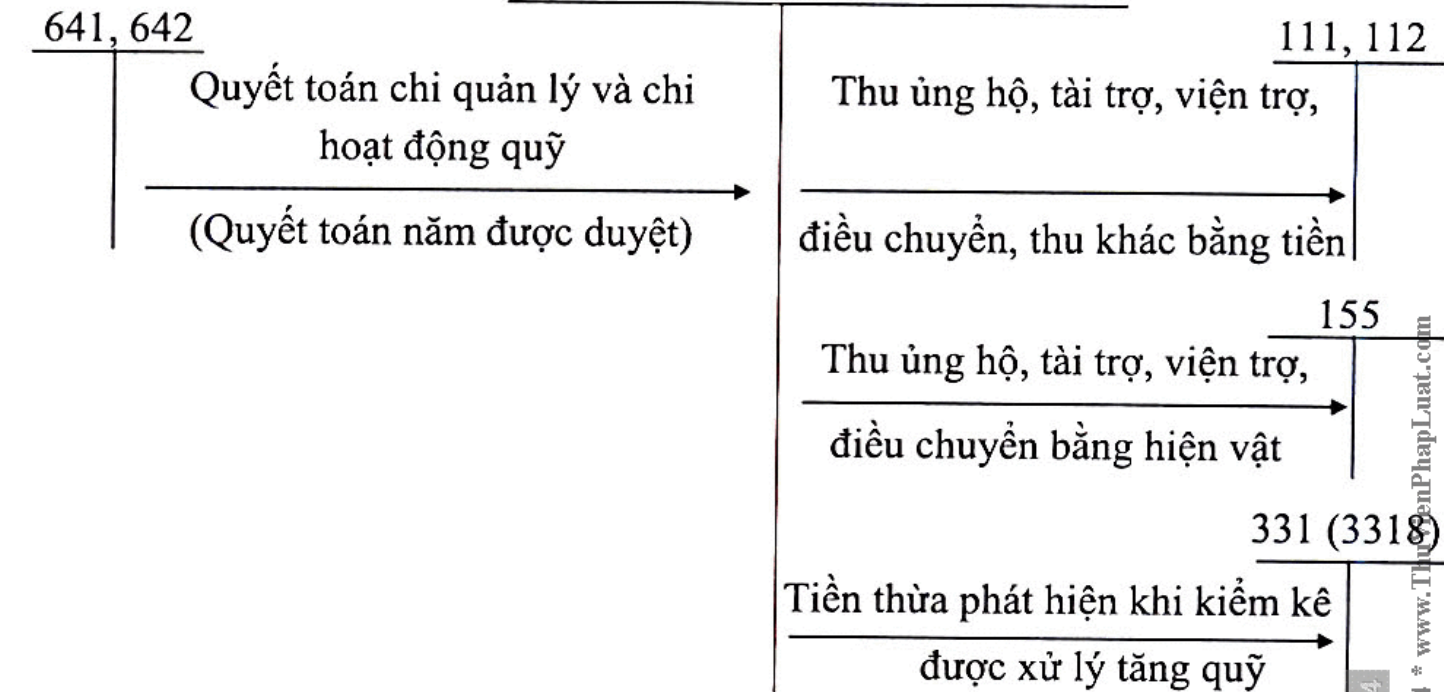 641, 642
Quyết toán chi quản lý và chi
hoạt động quỹ
(Quyết toán năm được duyệt)
111, 112
Thu ủng hộ, tài trợ, viện trợ,
điều chuyển, thu khác bằng tiền
155
Thu ủng hộ, tài trợ, viện trợ,
điều chuyển bằng hiện vật
331 (3318)
Tiền thừa phát hiện khi kiểm kê
được xử lý tăng quỹ
* www.ThuVienPhapLuat.com